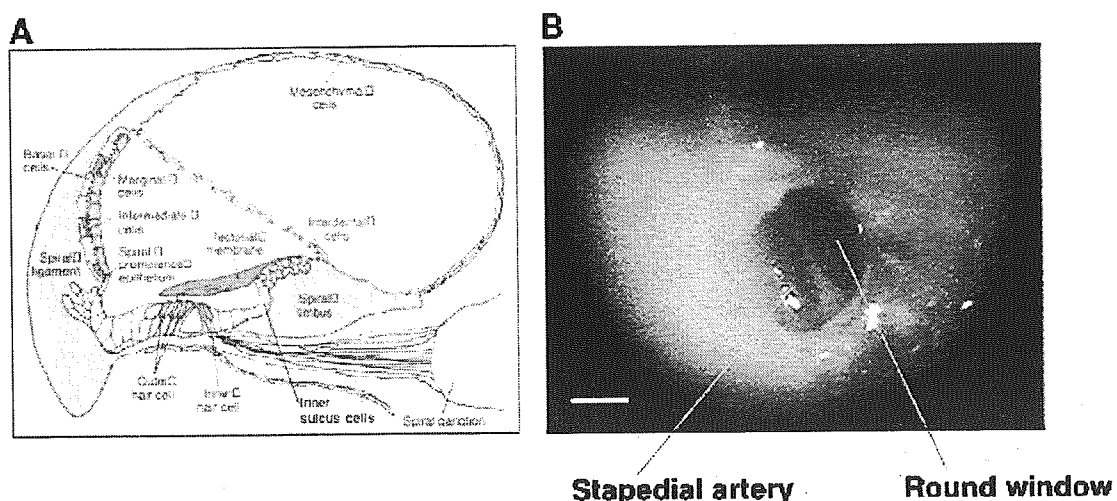 A
B
Mesenchymal□
cells
Basal □
cells
Marginal □
cells
Intermediate □
cells
Interdental□
cells
Tectorial□
membrane
Spiral□
ligament
Spiral □
prominence□
epithelium
Spiral□
limbus
Outer□
hair cell
Inner □
hair cell
Inner
sulcus cells
Spiral ganglion
Stapedial artery
Round window